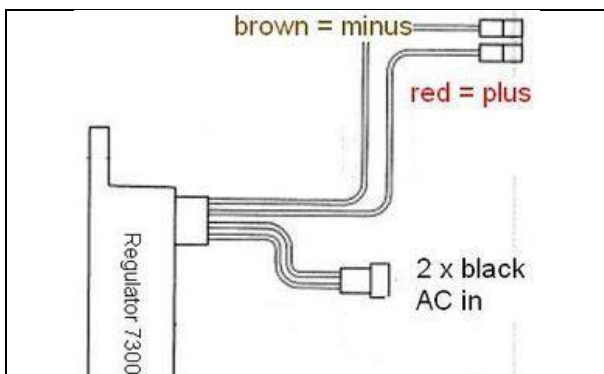 brown = minus
red = plus
2 x black
AC in
Regulator 7300